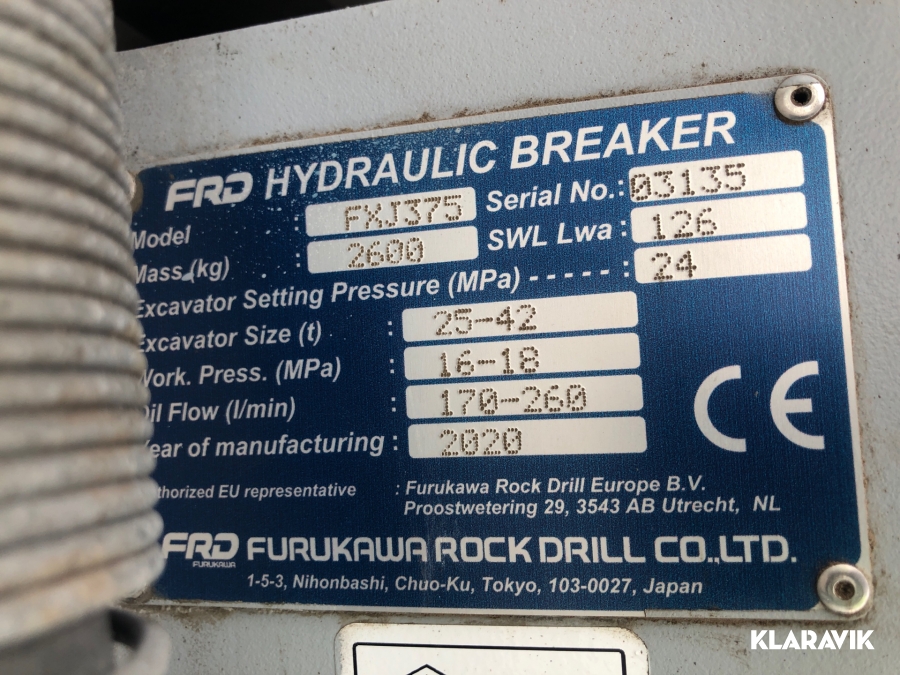 FRD HYDRAULIC BREAKER
Model : FXJ375 Serial No.: 03135
Mass (kg) : 2600 SWL Lwa : 126
Excavator Setting Pressure (MPa) - - - - - : 24
Excavator Size (t) : 25-42
Work. Press. (MPa) : 16-18
Oil Flow (l/min) : 170-260
Year of manufacturing : 2020
CE
Authorized EU representative : Furukawa Rock Drill Europe B.V.
Proostwetering 29, 3543 AB Utrecht, NL
FRD FURUKAWA FURUKAWA ROCK DRILL CO.,LTD.
1-5-3, Nihonbashi, Chuo-Ku, Tokyo, 103-0027, Japan
KLARAVIK